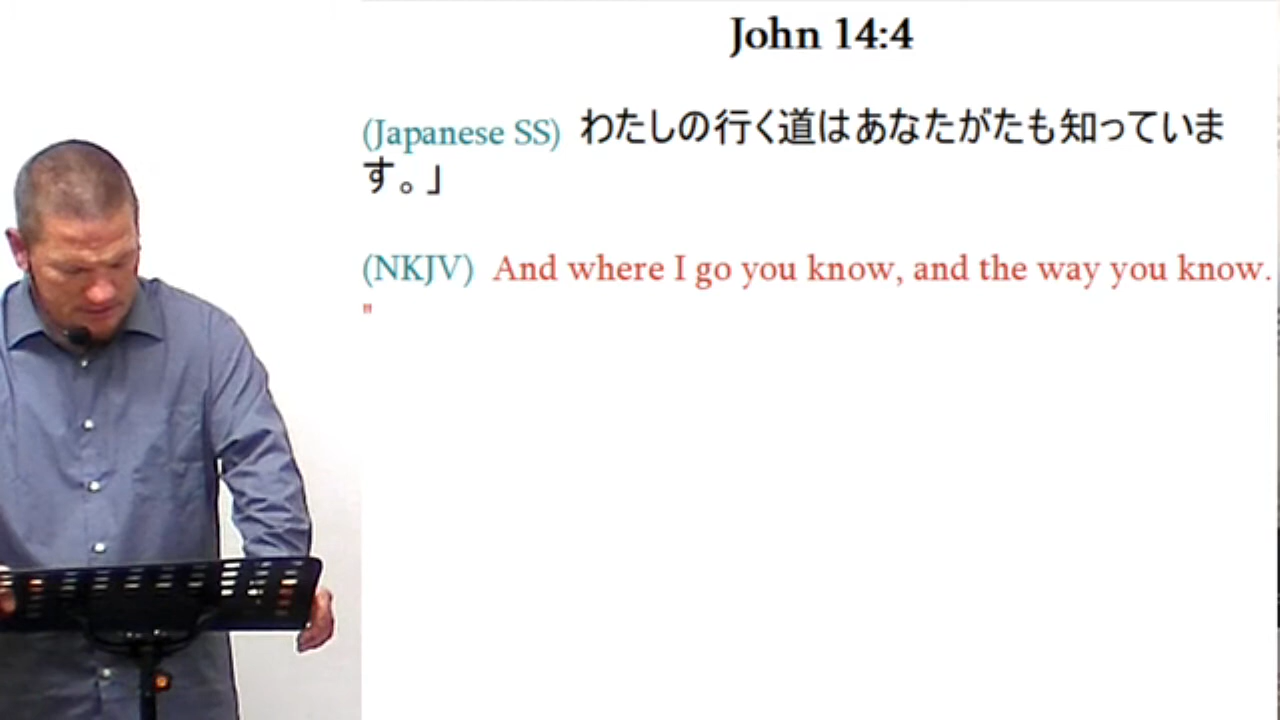 John 14:4
(Japanese SS) わたしの行く道はあなたがたも知っていま
す。」
(NKJV) And where I go you know, and the way you know.
"